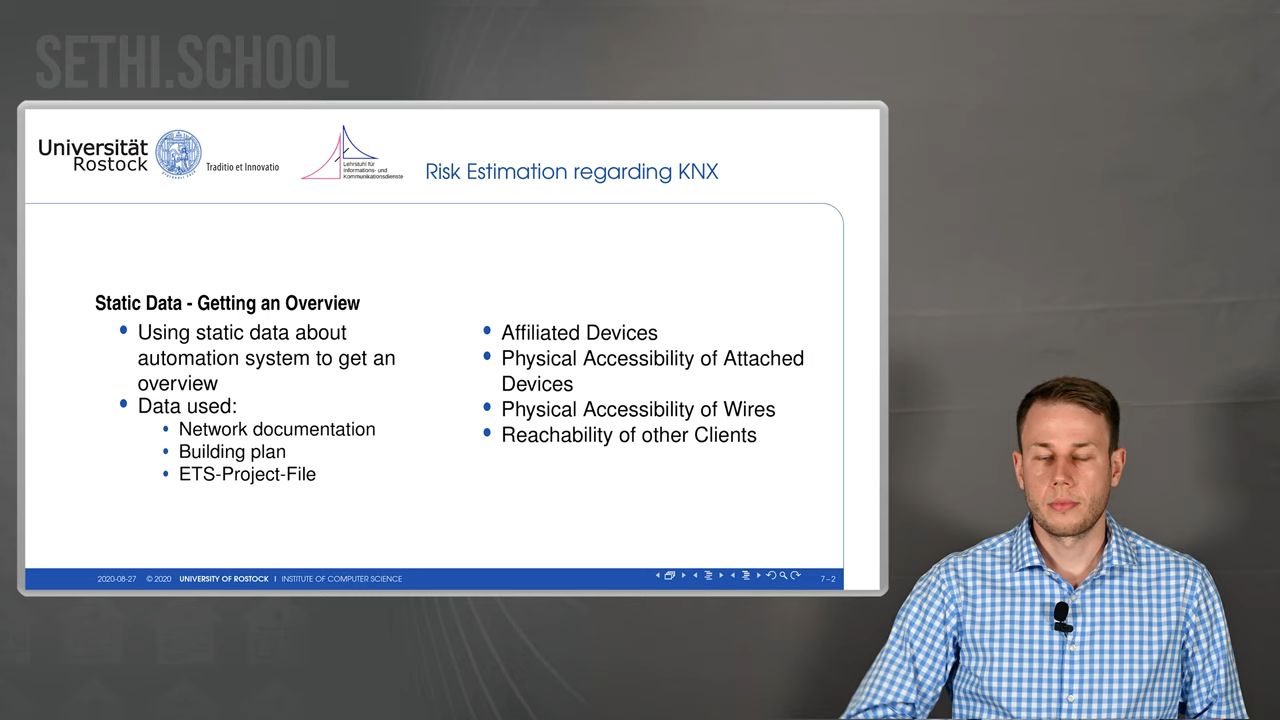 SETHI.SCHOOL
Universität
Rostock
Traditio et Innovatio
Lehrstuhl für
Informations- und
Kommunikationsdienste
Risk Estimation regarding KNX
Static Data - Getting an Overview
• Using static data about
automation system to get an
overview
• Data used:
• Network documentation
• Building plan
• ETS-Project-File
• Affiliated Devices
• Physical Accessibility of Attached
Devices
• Physical Accessibility of Wires
• Reachability of other Clients
2020-08-27 © 2020 UNIVERSITY OF ROSTOCK | INSTITUTE OF COMPUTER SCIENCE 7–2